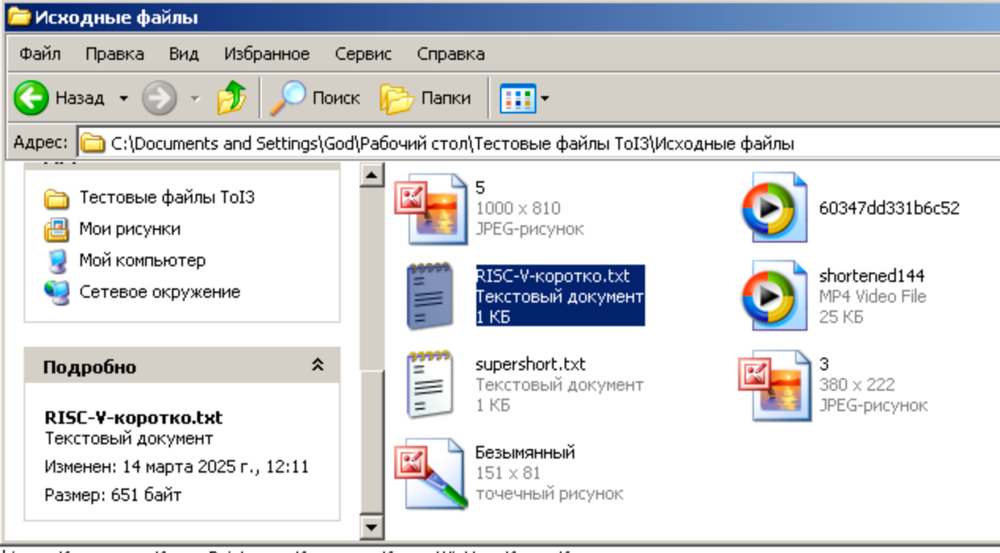 Исходные файлы
Файл Правка Вид Избранное Сервис Справка
Назад Поиск Папки
Адрес: C:\Documents and Settings\God\Рабочий стол\Тестовые файлы ToI3\Исходные файлы
Тестовые файлы ToI3
Мои рисунки
Мой компьютер
Сетевое окружение
Подробно
RISC-V-коротко.txt
Текстовый документ
Изменен: 14 марта 2025 г., 12:11
Размер: 651 байт
5
1000 x 810
JPEG-рисунок
60347dd331b6c52
RISC-V-коротко.txt
Текстовый документ
1 КБ
shortened144
MP4 Video File
25 КБ
supershort.txt
Текстовый документ
1 КБ
3
380 x 222
JPEG-рисунок
Безымянный
151 x 81
точечный рисунок